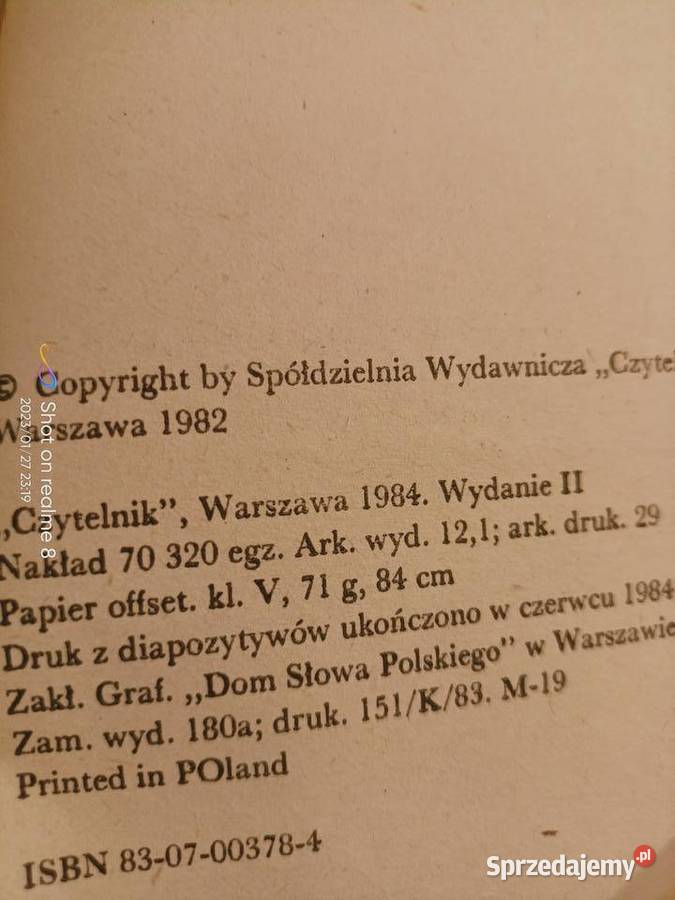 © Copyright by Spółdzielnia Wydawnicza „Czytel
Warszawa 1982
„Czytelnik”, Warszawa 1984. Wydanie II
Nakład 70 320 egz. Ark. wyd. 12,1; ark. druk. 29
Papier offset. kl. V, 71 g, 84 cm
Druk z diapozytywów ukończono w czerwcu 1984
Zakł. Graf. „Dom Słowa Polskiego” w Warszawie
Zam. wyd. 180a; druk. 151/K/83. M-19
Printed in POland
ISBN 83-07-00378-4
Shot on realme 8
2023/01/27 23:19
Sprzedajemy.pl